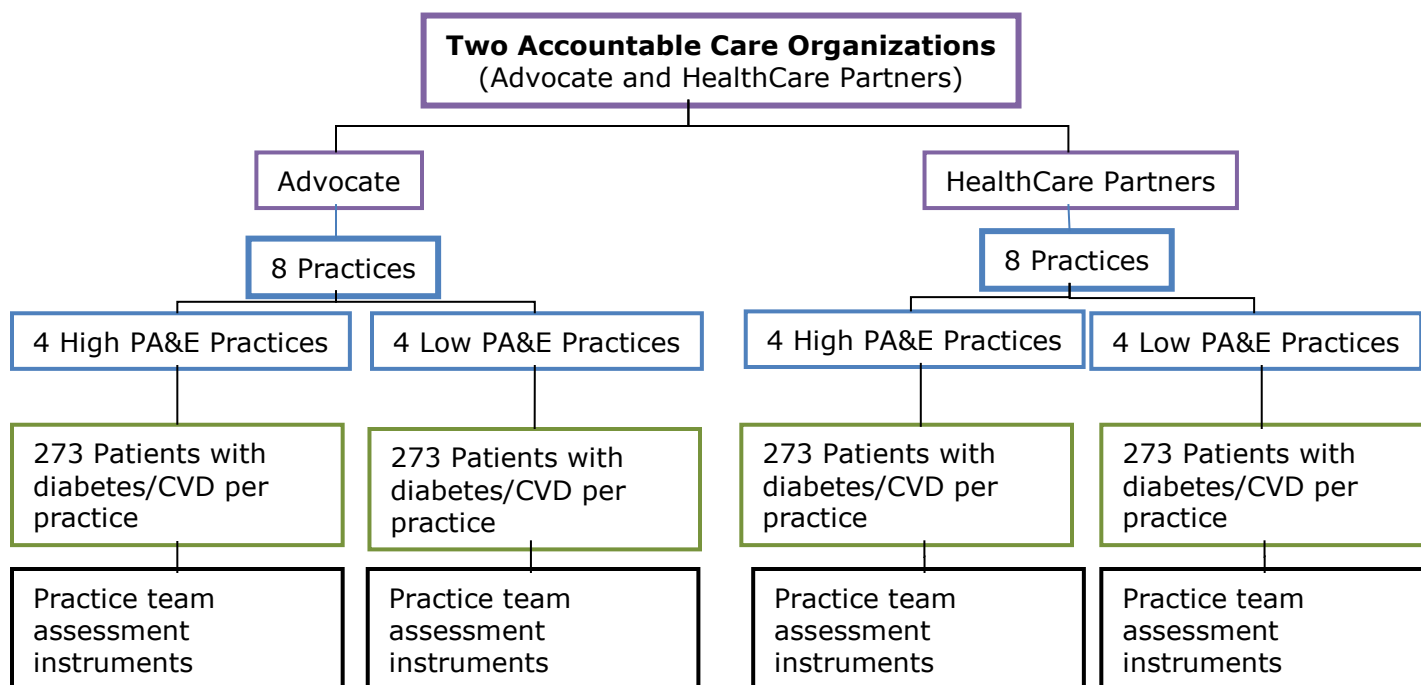 Two Accountable Care Organizations
(Advocate and HealthCare Partners)
Advocate
HealthCare Partners
8 Practices
8 Practices
4 High PA&E Practices
4 Low PA&E Practices
4 High PA&E Practices
4 Low PA&E Practices
273 Patients with
diabetes/CVD per
practice
273 Patients with
diabetes/CVD per
practice
273 Patients with
diabetes/CVD per
practice
273 Patients with
diabetes/CVD per
practice
Practice team
assessment
instruments
Practice team
assessment
instruments
Practice team
assessment
instruments
Practice team
assessment
instruments